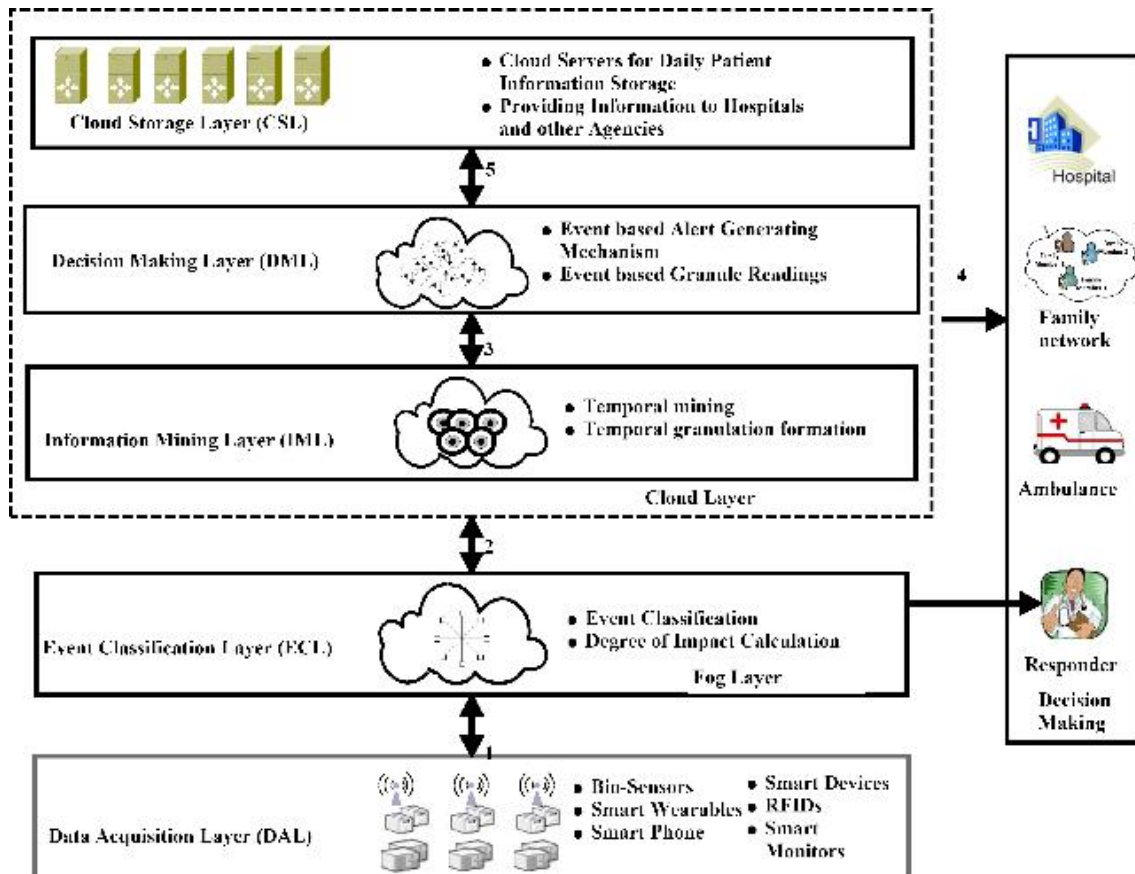 Cloud Storage Layer (CSL)
● Cloud Servers for Daily Patient
Information Storage
● Providing Information to Hospitals
and other Agencies
5
Decision Making Layer (DML)
● Event based Alert Generating
Mechanism
● Event based Granule Readings
3
Information Mining Layer (IML)
● Temporal mining
● Temporal granulation formation
Cloud Layer
2
Event Classification Layer (ECL)
● Event Classification
● Degree of Impact Calculation
Fog Layer
1
Data Acquisition Layer (DAL)
● Bio-Sensors
● Smart Wearables
● Smart Phone
● Smart Devices
● RFIDs
● Smart
Monitors
4
Hospital
Family
network
Ambulance
Responder
Decision
Making